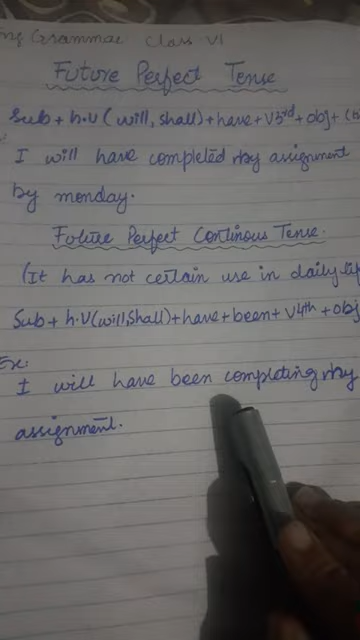 Grammar Class VI
Future Perfect Tense
Sub + h.v ( will, shall) + have + V3rd + obj +
I will have completed my assignment
by monday.
Future Perfect Continous Tense.
(It has not certain use in daily life
Sub + h.v (will, shall) + have + been + V4th + obj
Ex:
I will have been completing my
assignment.